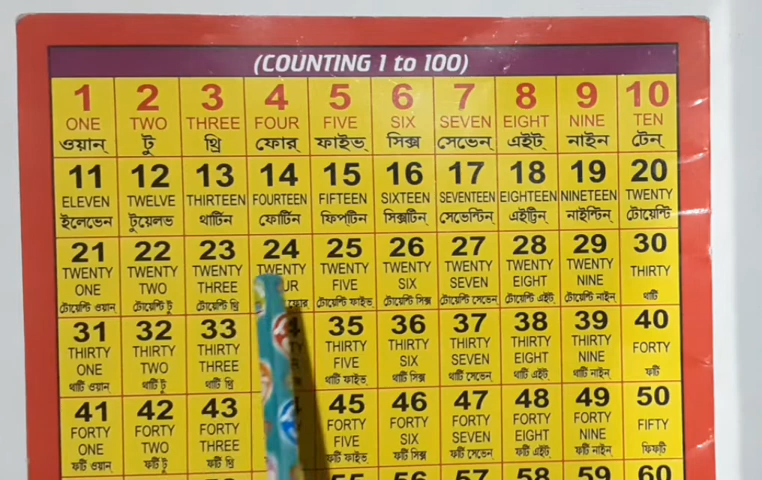 (COUNTING 1 to 100)
1 2 3 4 5 6 7 8 9 10
ONE TWO THREE FOUR FIVE SIX SEVEN EIGHT NINE TEN
ওয়ান্ টু থ্রি ফোর্ ফাইভ্ সিক্স সেভেন্ এইট্ নাইন টেন্
11 12 13 14 15 16 17 18 19 20
ELEVEN TWELVE THIRTEEN FOURTEEN FIFTEEN SIXTEEN SEVENTEEN EIGHTEEN NINETEEN TWENTY
ইলেভেন টুয়েলভ থার্টিন ফোর্টিন ফিপটিন সিক্সটিন সেভেন্টিন এইট্টিন নাইন্টিন টোয়েন্টি
21 22 23 24 25 26 27 28 29 30
TWENTY TWENTY TWENTY TWENTY TWENTY TWENTY TWENTY TWENTY TWENTY THIRTY
ONE TWO THREE FIVE SIX SEVEN EIGHT NINE
টোয়েন্টি ওয়ান্ টোয়েন্টি টু টোয়েন্টি থ্রি ফোর টোয়েন্টি ফাইভ্ টোয়েন্টি সিক্স টোয়েন্টি সেভেন্ টোয়েন্টি এইট্ টোয়েন্টি নাইন্ থার্টি
31 32 33 35 36 37 38 39 40
THIRTY THIRTY THIRTY THIRTY THIRTY THIRTY THIRTY THIRTY FORTY
ONE TWO THREE FIVE SIX SEVEN EIGHT NINE
থার্টি ওয়ান্ থার্টি টু থার্টি থ্রি থার্টি ফাইভ্ থার্টি সিক্স থার্টি সেভেন্ থার্টি এইট্ থার্টি নাইন্ ফর্টি
41 42 43 45 46 47 48 49 50
FORTY FORTY FORTY FORTY FORTY FORTY FORTY FORTY FIFTY
ONE TWO THREE FIVE SIX SEVEN EIGHT NINE
ফর্টি ওয়ান্ ফর্টি টু ফর্টি থ্রি ফর্টি ফাইভ্ ফর্টি সিক্স ফর্টি সেভেন্ ফর্টি এইট্ ফর্টি নাইন্ ফিফ্টি
55 56 57 58 59 60